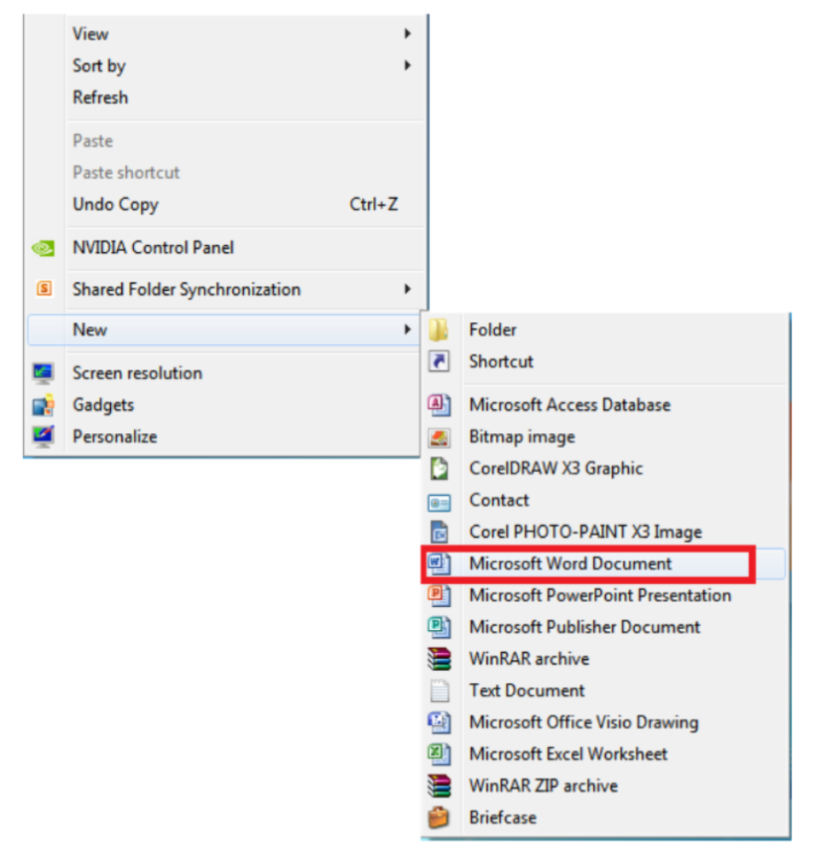 View
Sort by
Refresh
Paste
Paste shortcut
Undo Copy Ctrl+Z
NVIDIA Control Panel
Shared Folder Synchronization
New
Screen resolution
Gadgets
Personalize
Folder
Shortcut
Microsoft Access Database
Bitmap image
CorelDRAW X3 Graphic
Contact
Corel PHOTO-PAINT X3 Image
Microsoft Word Document
Microsoft PowerPoint Presentation
Microsoft Publisher Document
WinRAR archive
Text Document
Microsoft Office Visio Drawing
Microsoft Excel Worksheet
WinRAR ZIP archive
Briefcase